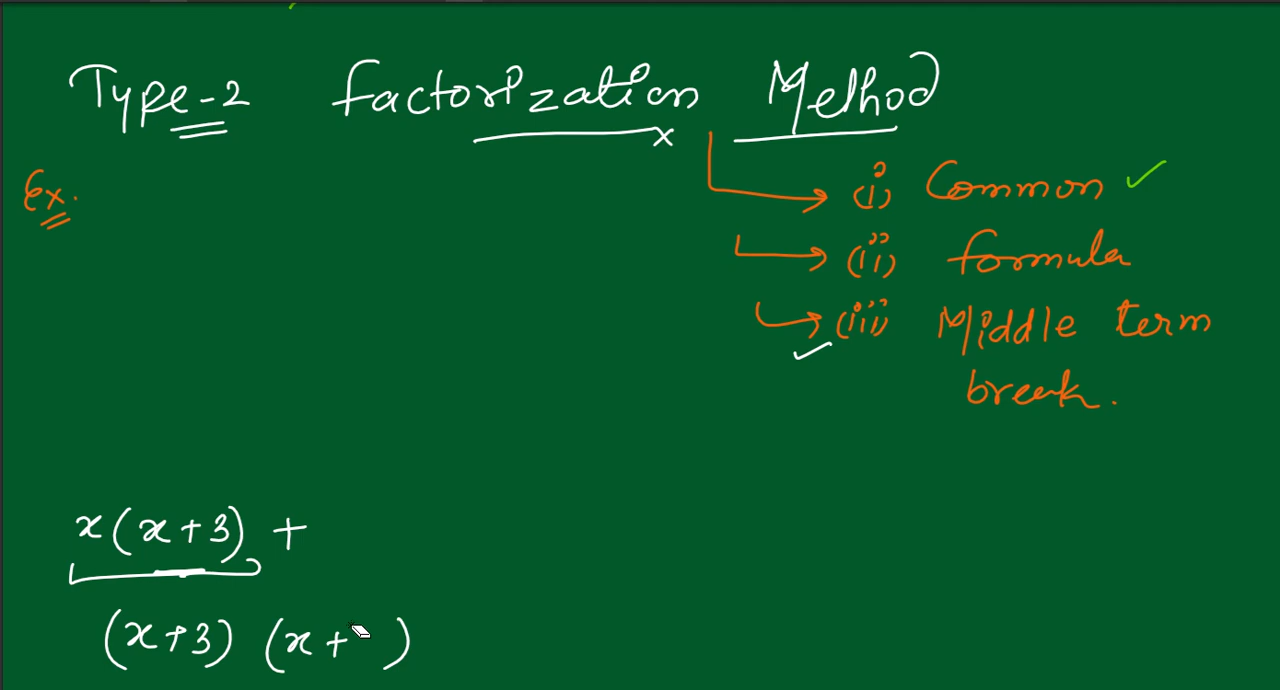 Type-2 Factorization Method
Ex.
(i) Common ✓
(ii) formula
(iii) Middle term
break.
x(x+3) +
(x+3) (x+ )